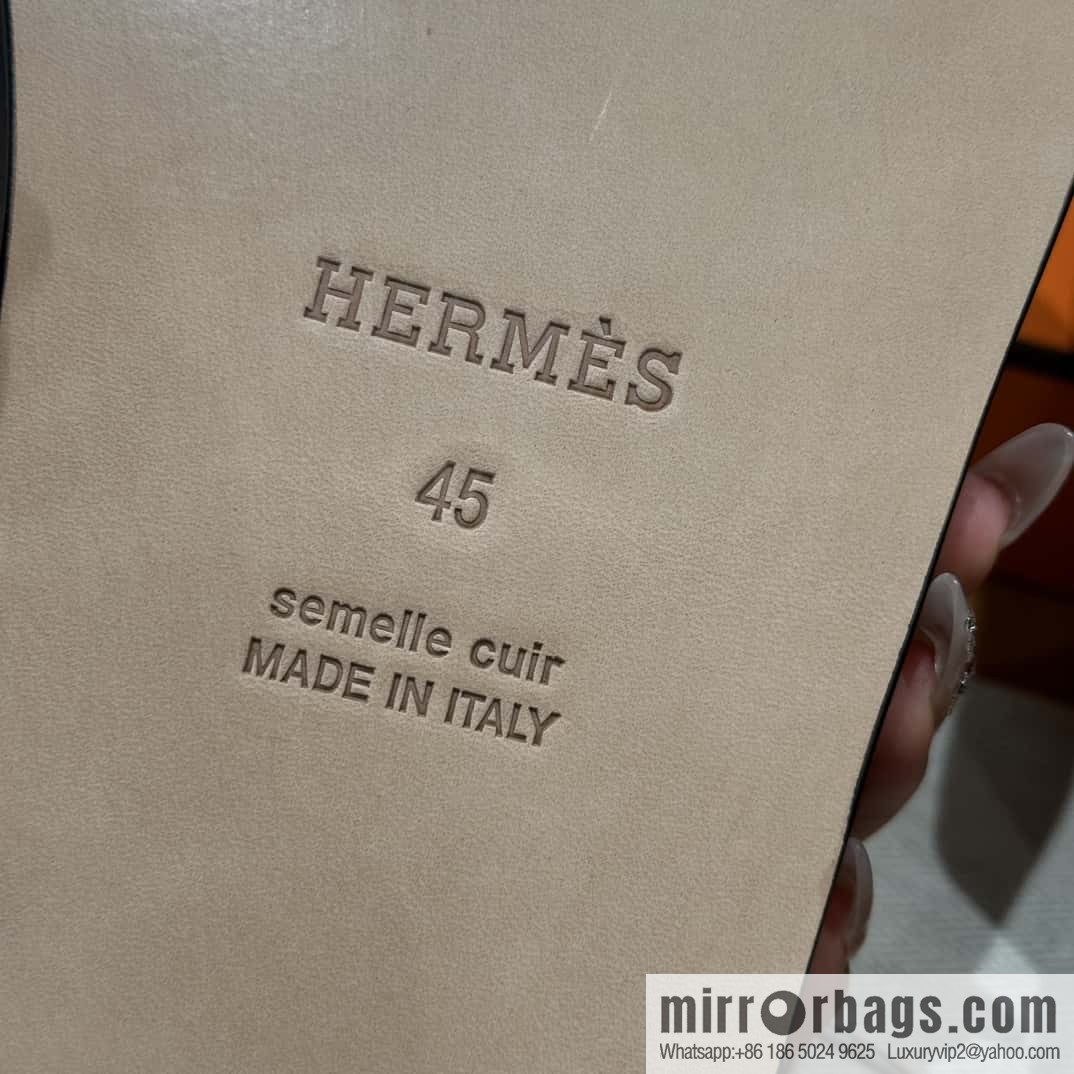 HERMÈS
45
semelle cuir
MADE IN ITALY
mirrorbags.com
Whatsapp:+86 186 5024 9625 Luxuryvip2@yahoo.com